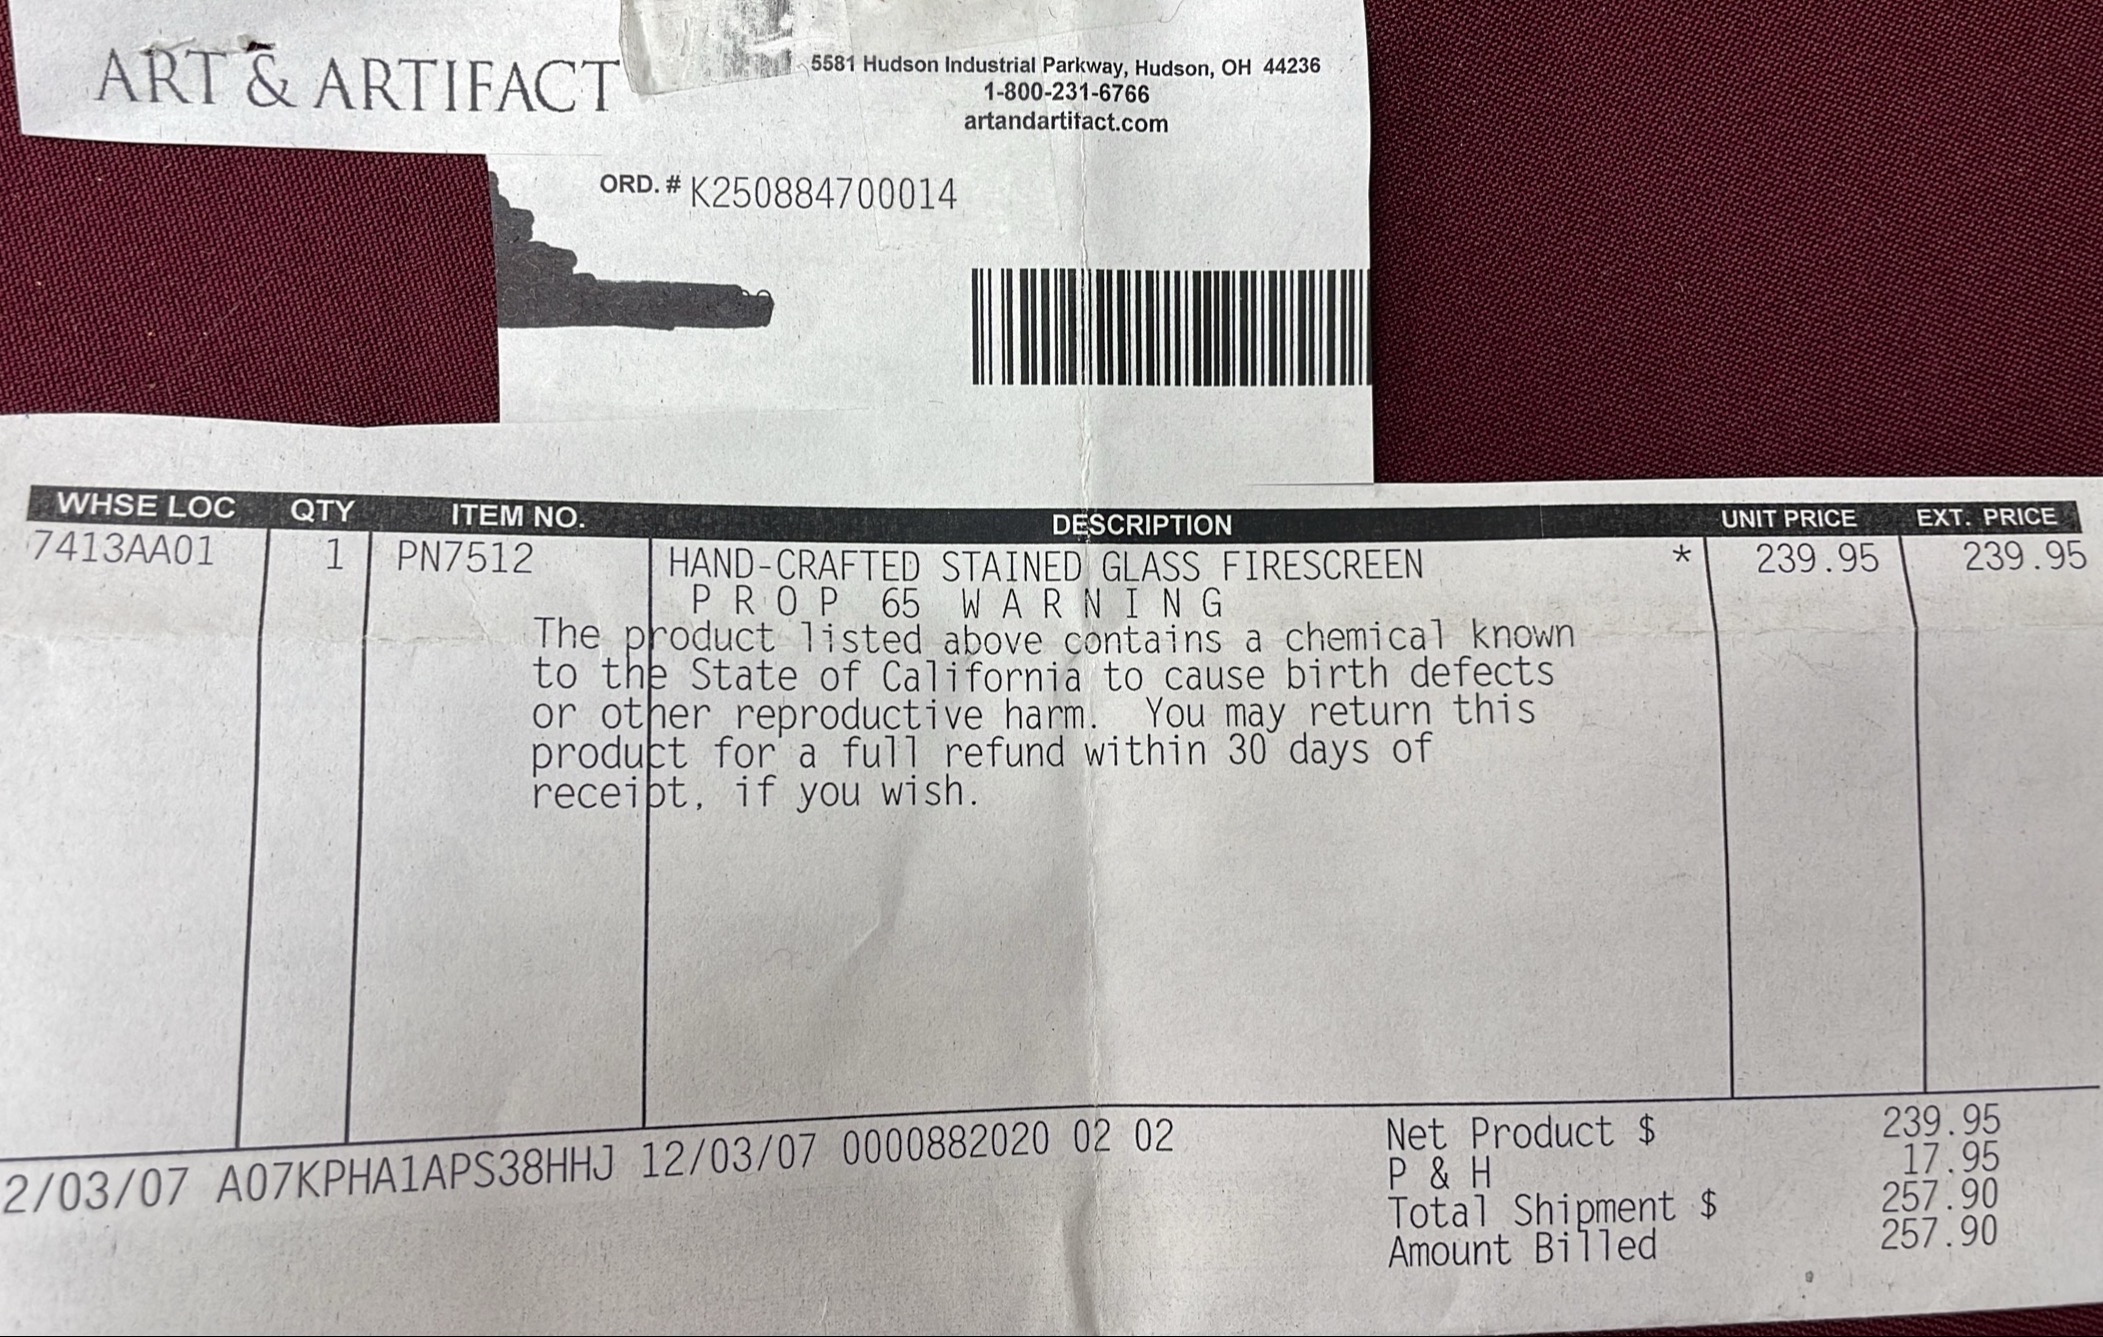 ART & ARTIFACT
5581 Hudson Industrial Parkway, Hudson, OH 44236
1-800-231-6766
artandartifact.com
ORD. # K250884700014
WHSE LOC QTY ITEM NO. DESCRIPTION UNIT PRICE EXT. PRICE
7413AA01 1 PN7512 HAND-CRAFTED STAINED GLASS FIRESCREEN * 239.95 239.95
P R O P 65 W A R N I N G
The product listed above contains a chemical known
to the State of California to cause birth defects
or other reproductive harm. You may return this
product for a full refund within 30 days of
receipt, if you wish.
2/03/07 A07KPHA1APS38HHJ 12/03/07 0000882020 02 02
Net Product $ 239.95
P & H 17.95
Total Shipment $ 257.90
Amount Billed 257.90